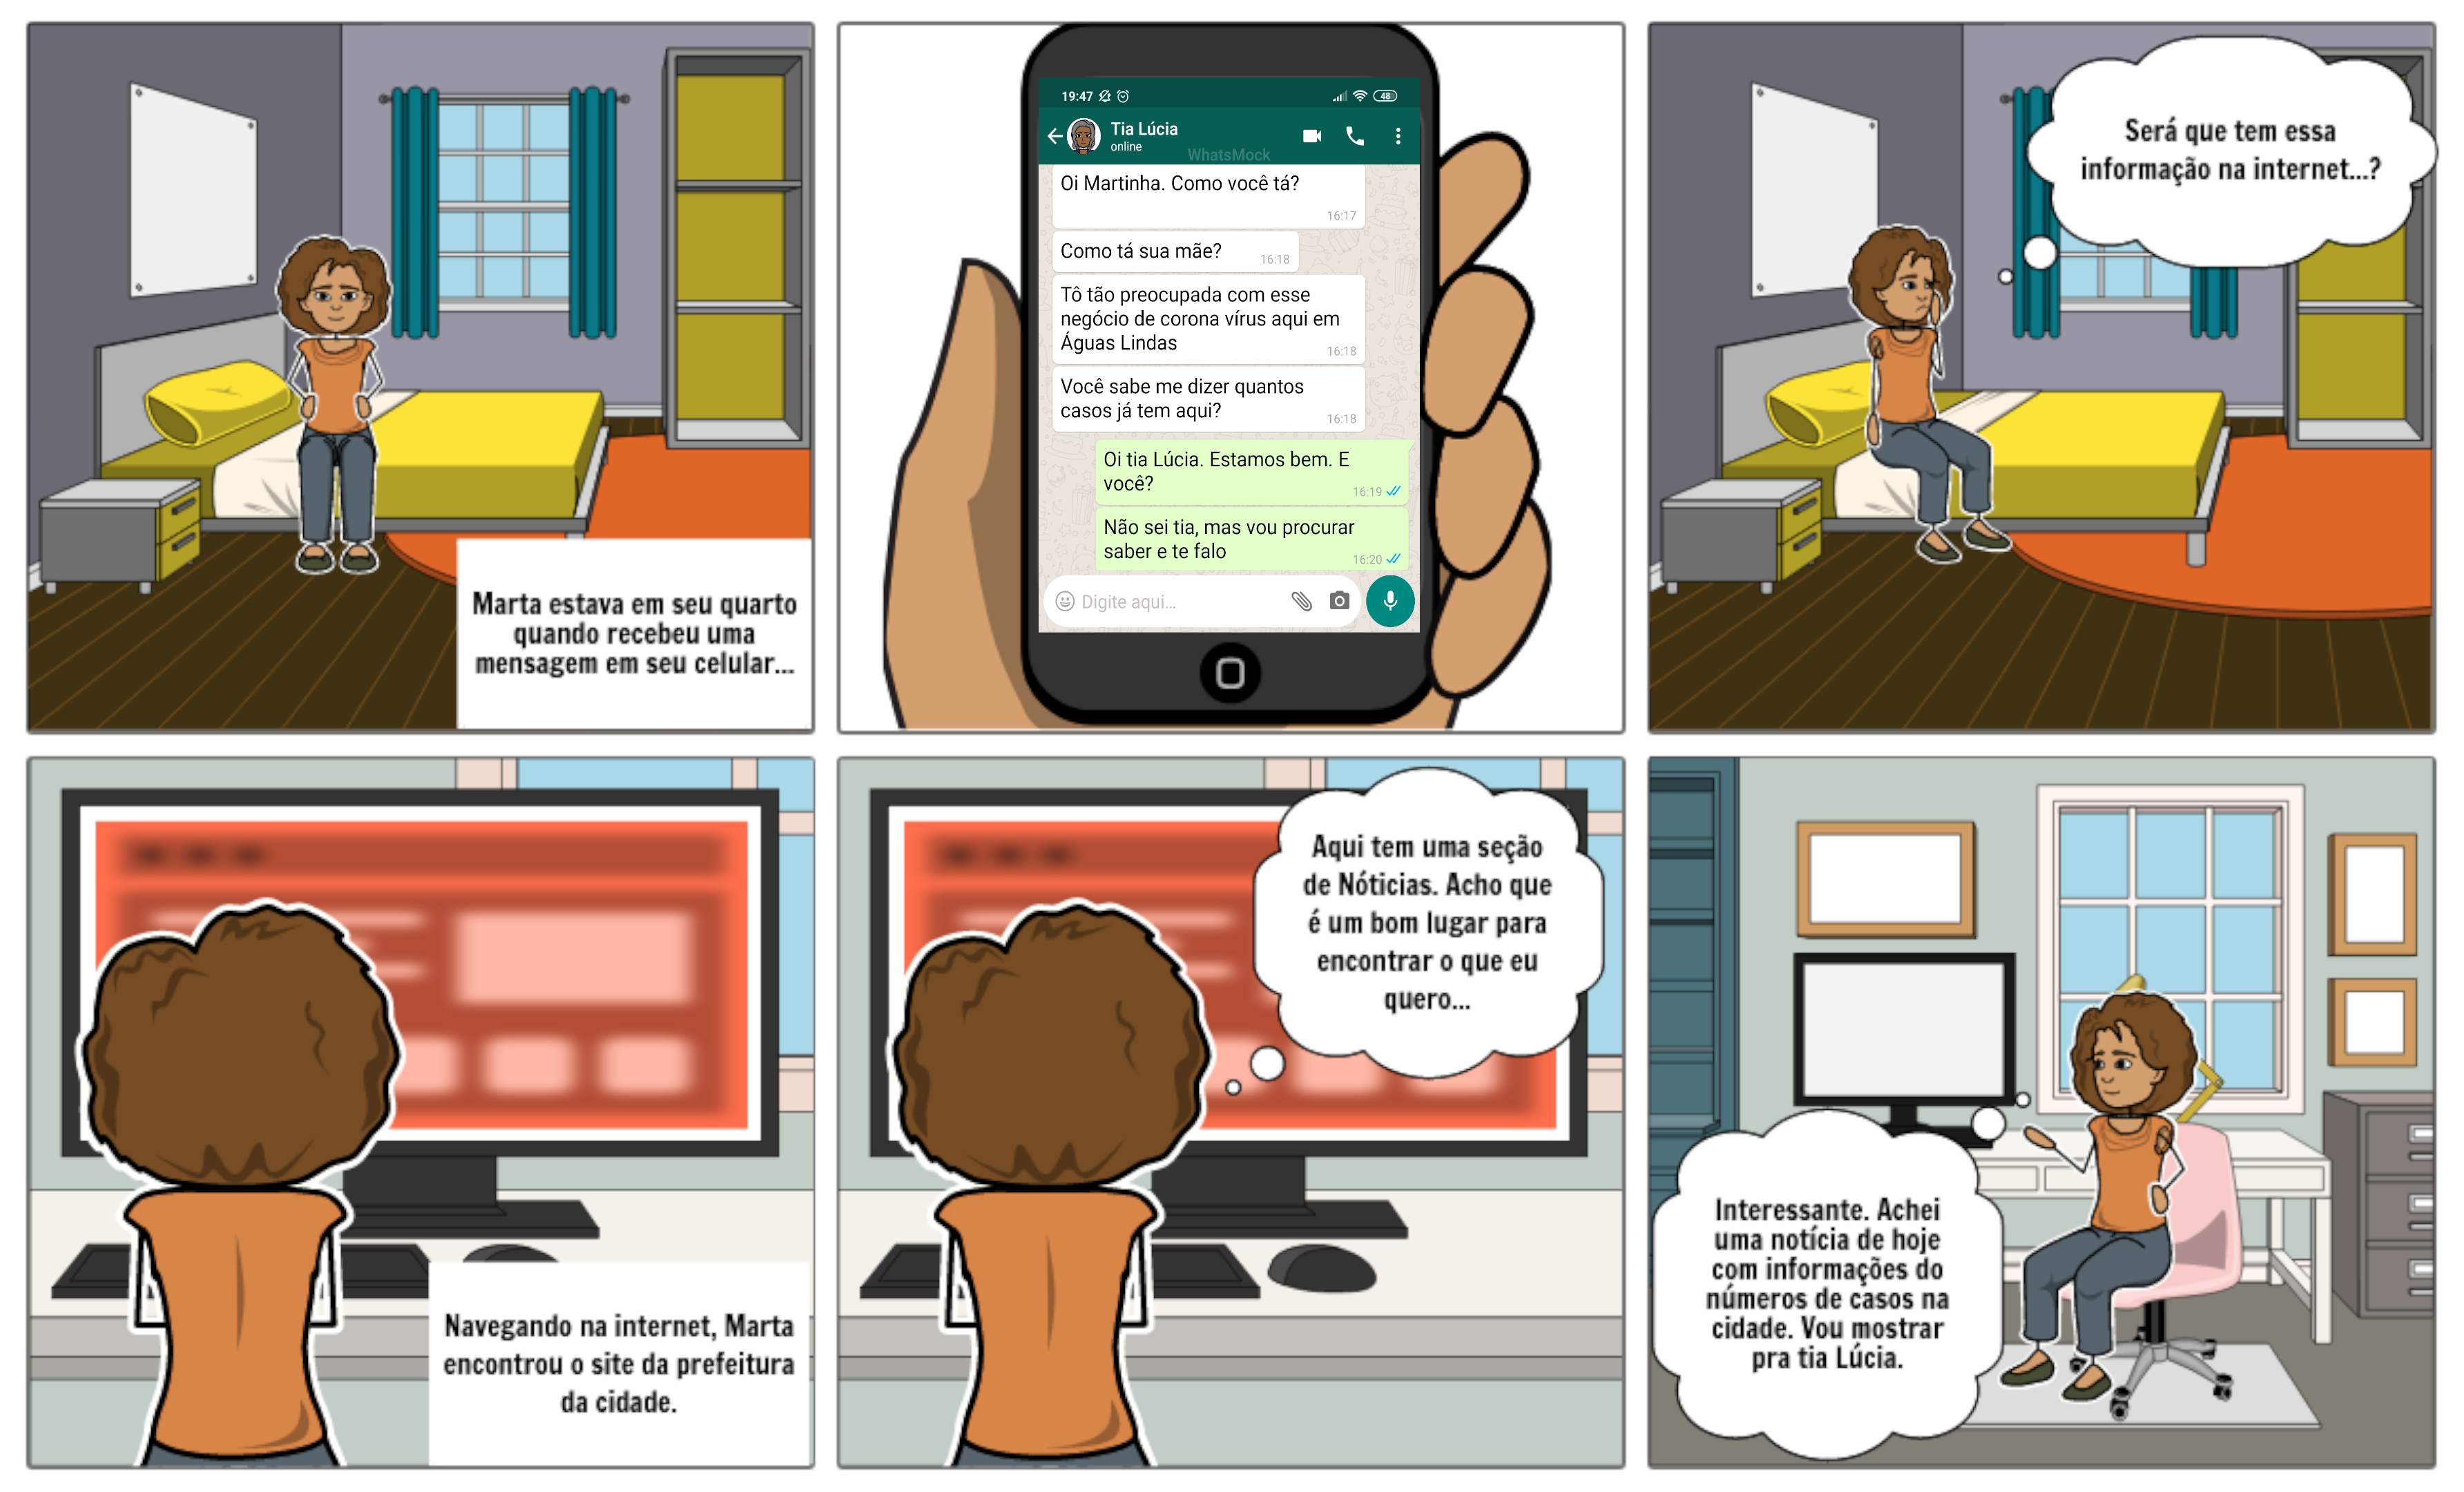 Marta estava em seu quarto
quando recebeu uma
mensagem em seu celular...
19:47
48
Tia Lúcia
online
WhatsMock
Oi Martinha. Como você tá?
16:17
Como tá sua mãe?
16:18
Tô tão preocupada com esse
negócio de corona vírus aqui em
Águas Lindas
16:18
Você sabe me dizer quantos
casos já tem aqui?
16:18
Oi tia Lúcia. Estamos bem. E
você?
16:19
Não sei tia, mas vou procurar
saber e te falo
16:20
Digite aqui...
Será que tem essa
informação na internet...?
Navegando na internet, Marta
encontrou o site da prefeitura
da cidade.
Aqui tem uma seção
de Nóticias. Acho que
é um bom lugar para
encontrar o que eu
quero...
Interessante. Achei
uma notícia de hoje
com informações do
números de casos na
cidade. Vou mostrar
pra tia Lúcia.